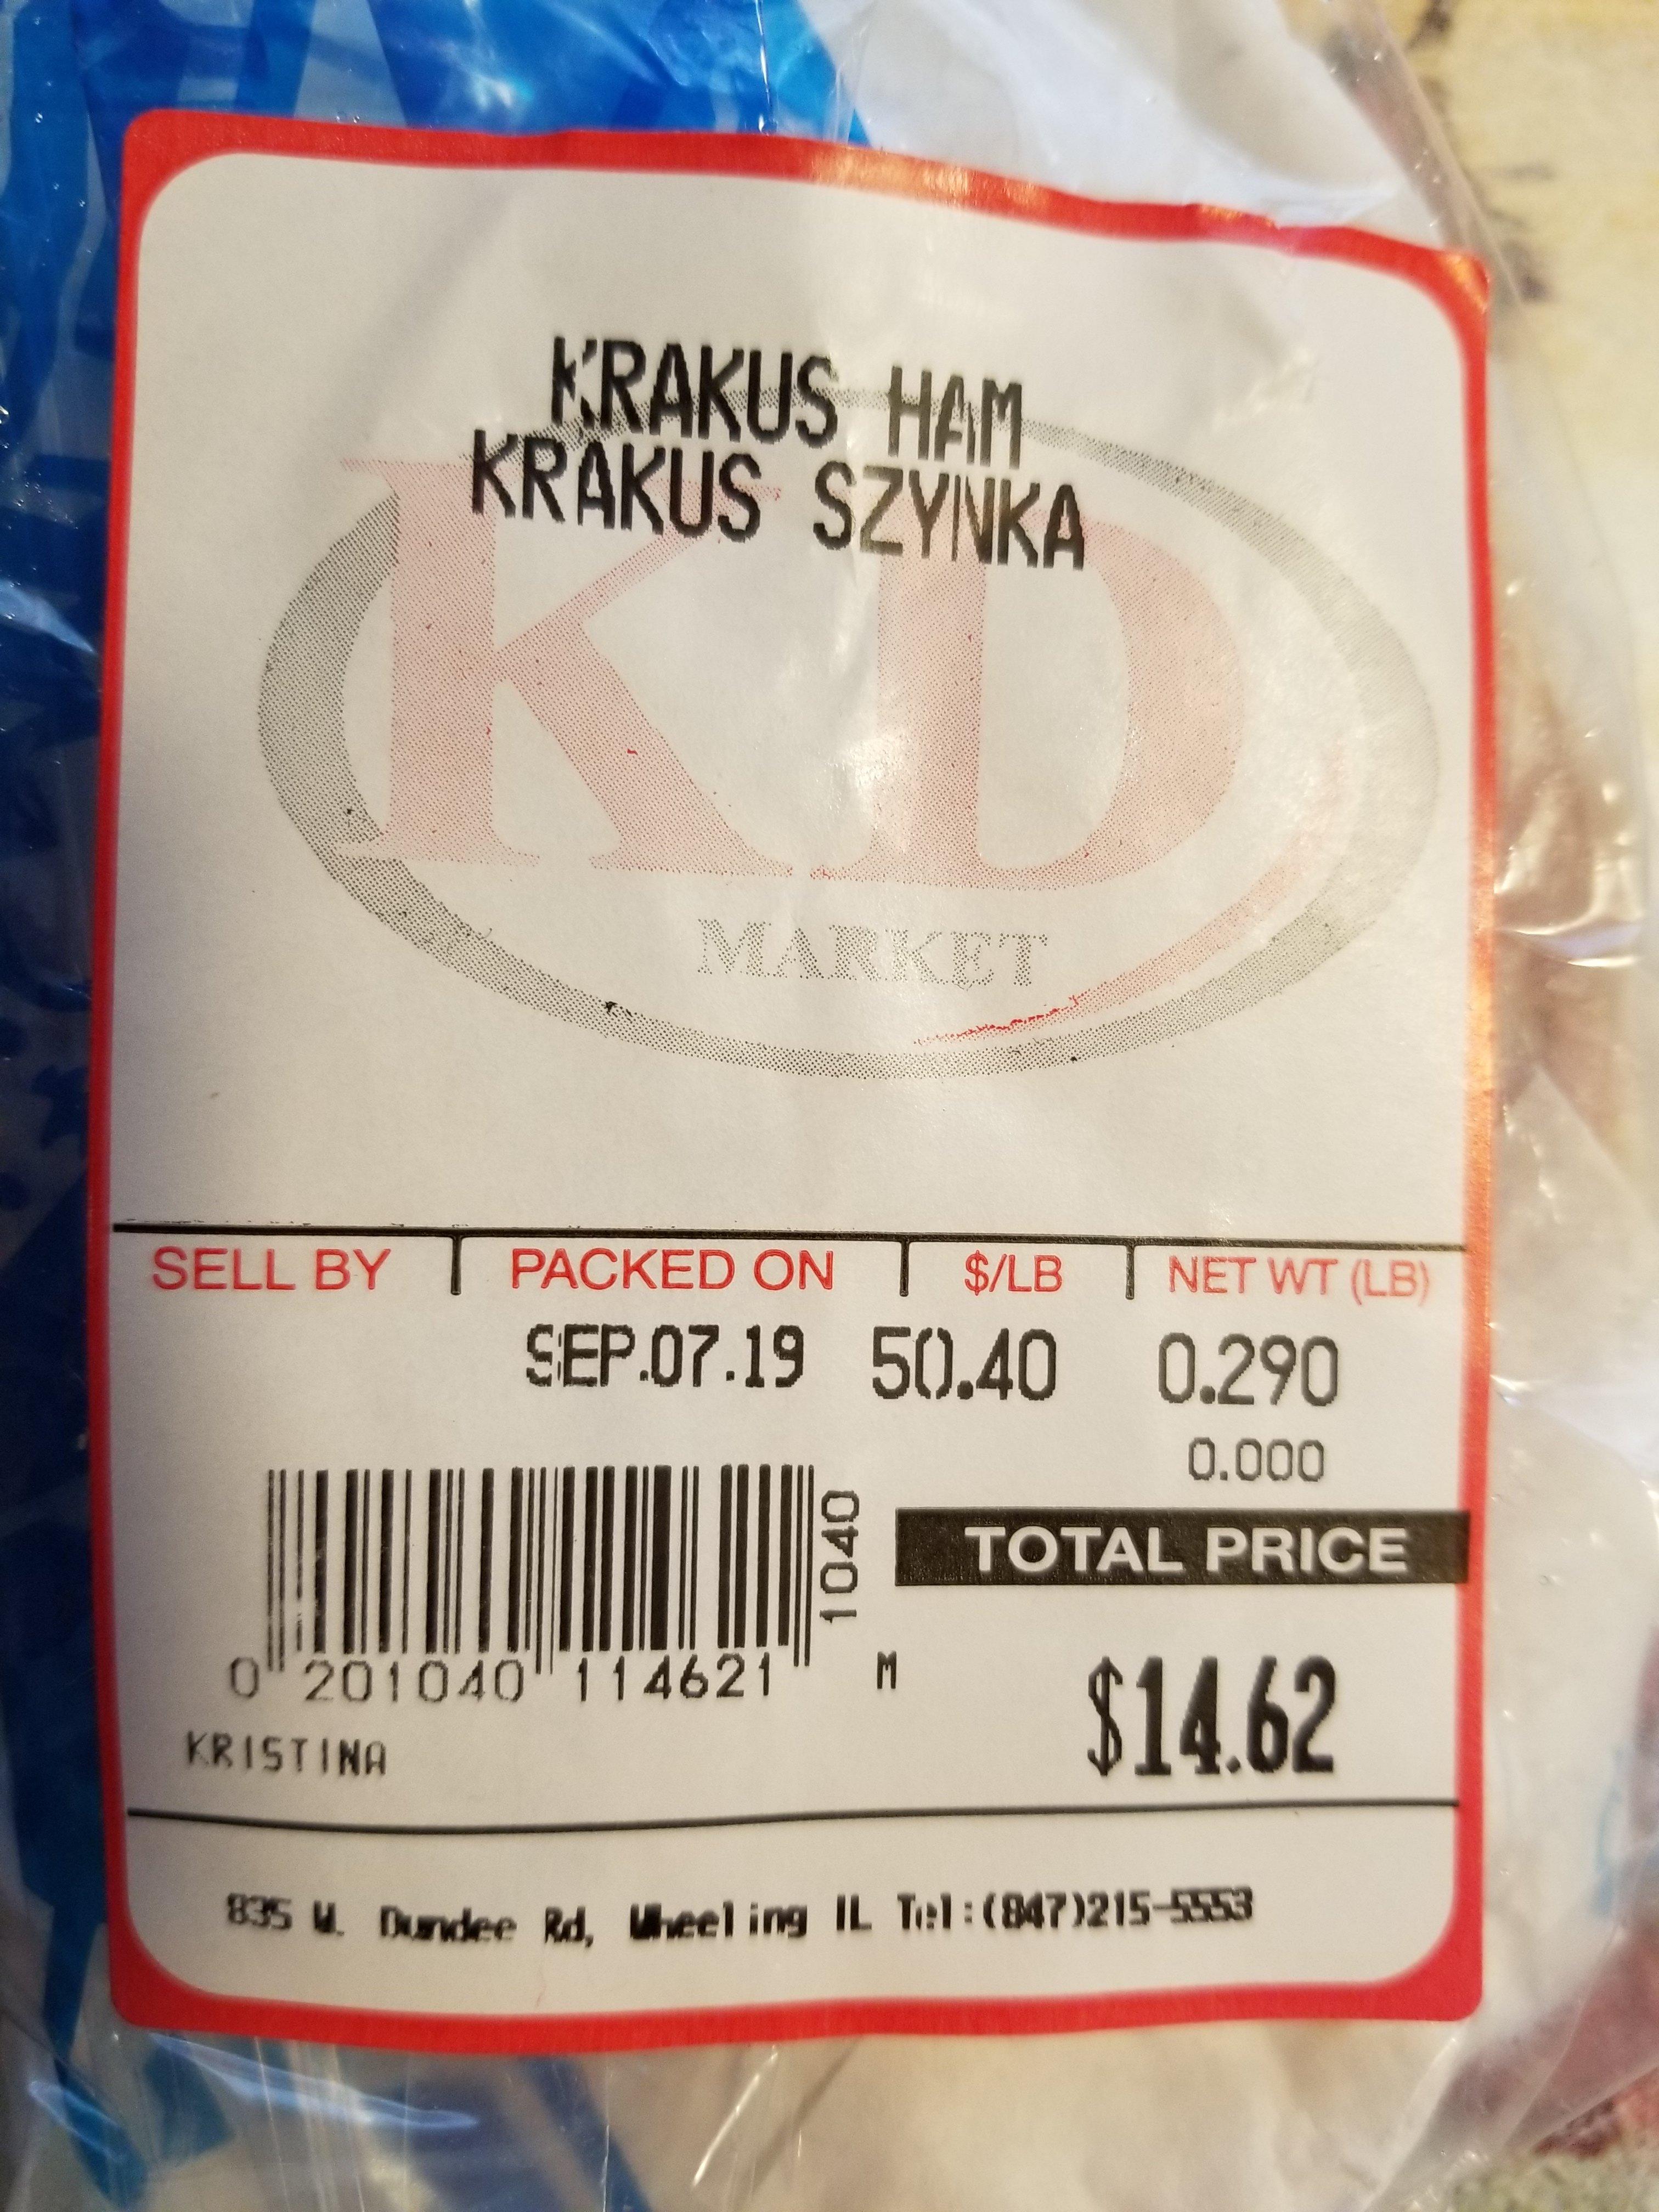 KRAKUS HAM
KRAKUS SZYNKA
KD
MARKET
SELL BY PACKED ON $/LB NET WT (LB)
SEP.07.19 50.40 0.290
0.000
TOTAL PRICE
1040
0 201040 114621 M
$14.62
KRISTINA
835 W. Dundee Rd, Wheeling IL Tel:(847)215-5553